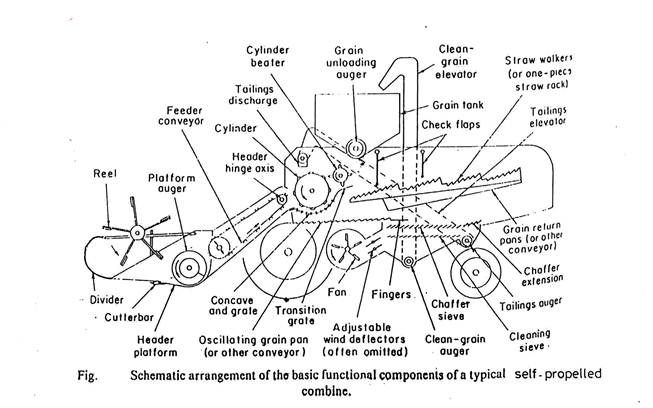 Cylinder
beater
Grain
unloading
auger
Clean-
grain
elevator
Straw walkers
(or one-piece
straw rack)
Tailings
discharge
Grain tank
Tailings
elevator
Feeder
conveyor
Check flaps
Cylinder
Header
hinge axis
Reel
Platform
auger
Grain return
pans (or other
conveyor)
Chaffer
extension
Divider
Cutterbar
Header
platform
Concave
and grate
Transition
grate
Oscillating grain pan
(or other conveyor)
Fan
Adjustable
wind deflectors
(often omitted)
Fingers
Clean-grain
auger
Chaffer
sieve
Tailings auger
Cleaning
sieve
Fig. Schematic arrangement of the basic functional components of a typical self-propelled
combine.